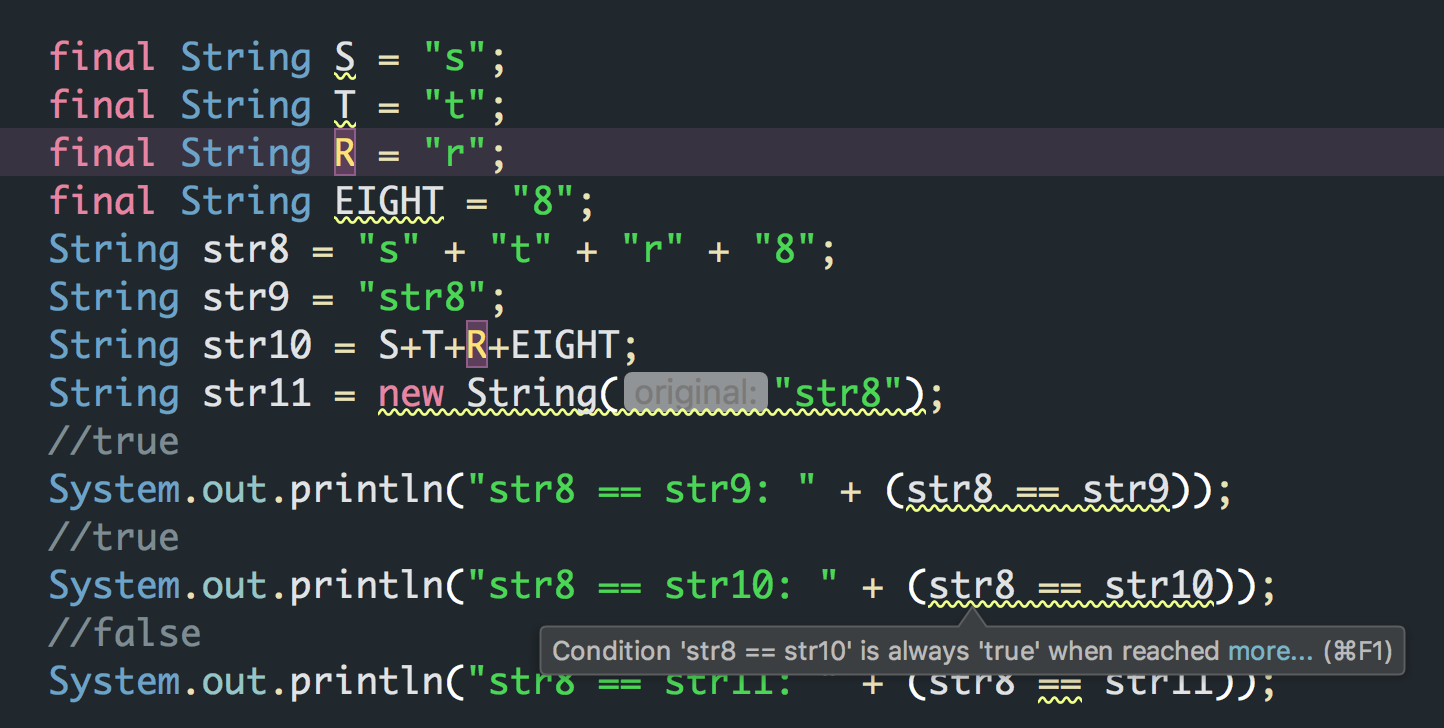 final String S = "s";
final String T = "t";
final String R = "r";
final String EIGHT = "8";
String str8 = "s" + "t" + "r" + "8";
String str9 = "str8";
String str10 = S+T+R+EIGHT;
String str11 = new String( original: "str8");
//true
System.out.println("str8 == str9: " + (str8 == str9));
//true
System.out.println("str8 == str10: " + (str8 == str10));
//false
Condition 'str8 == str10' is always 'true' when reached more... (⌘F1)
System.out.println("str8 == str11: " + (str8 == str11));